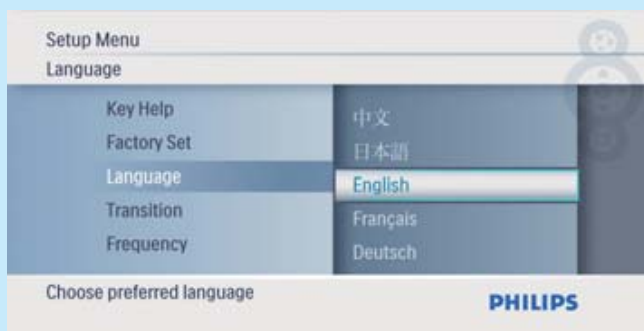 Setup Menu
Language
Key Help
Factory Set
Language
Transition
Frequency
中文
日本語
English
Français
Deutsch
Choose preferred language
PHILIPS